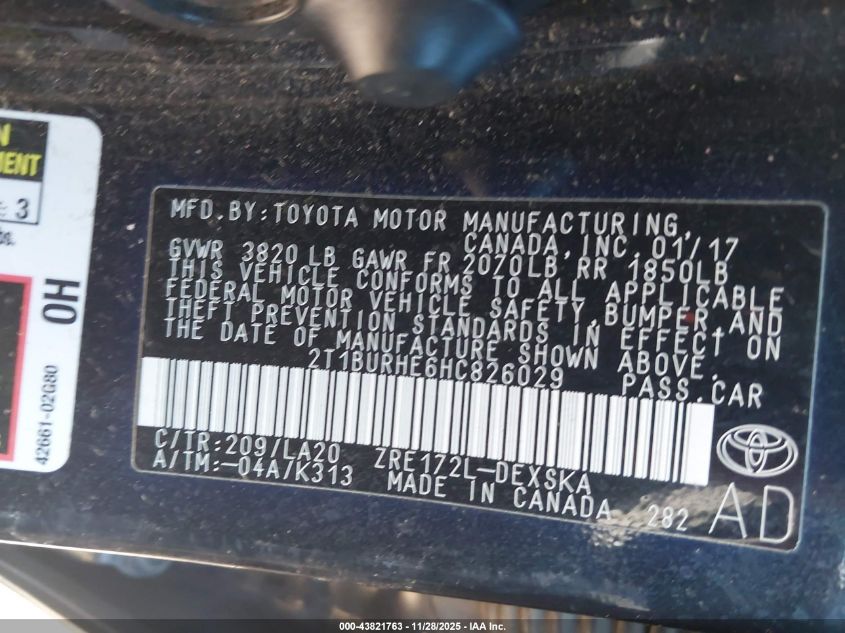 N
MENT
: 3
bs.
OH
42661-02G80
MFD.BY:TOYOTA MOTOR MANUFACTURING,
CANADA,INC.01/17
GVWR 3820 LB GAWR FR 2070LB RR 1850LB
THIS VEHICLE CONFORMS TO ALL APPLICABLE
FEDERAL MOTOR VEHICLE SAFETY,BUMPER,AND
THEFT PREVENTION STANDARDS IN EFFECT ON
THE DATE OF MANUFACTURE SHOWN ABOVE.
2T1BURHE6HC826029 PASS.CAR
C/TR:209/LA20 ZRE172L-DEXSKA
A/TM:-04A/K313 MADE IN CANADA 282
AD
000-43821763 — 11/28/2025 — IAA Inc.